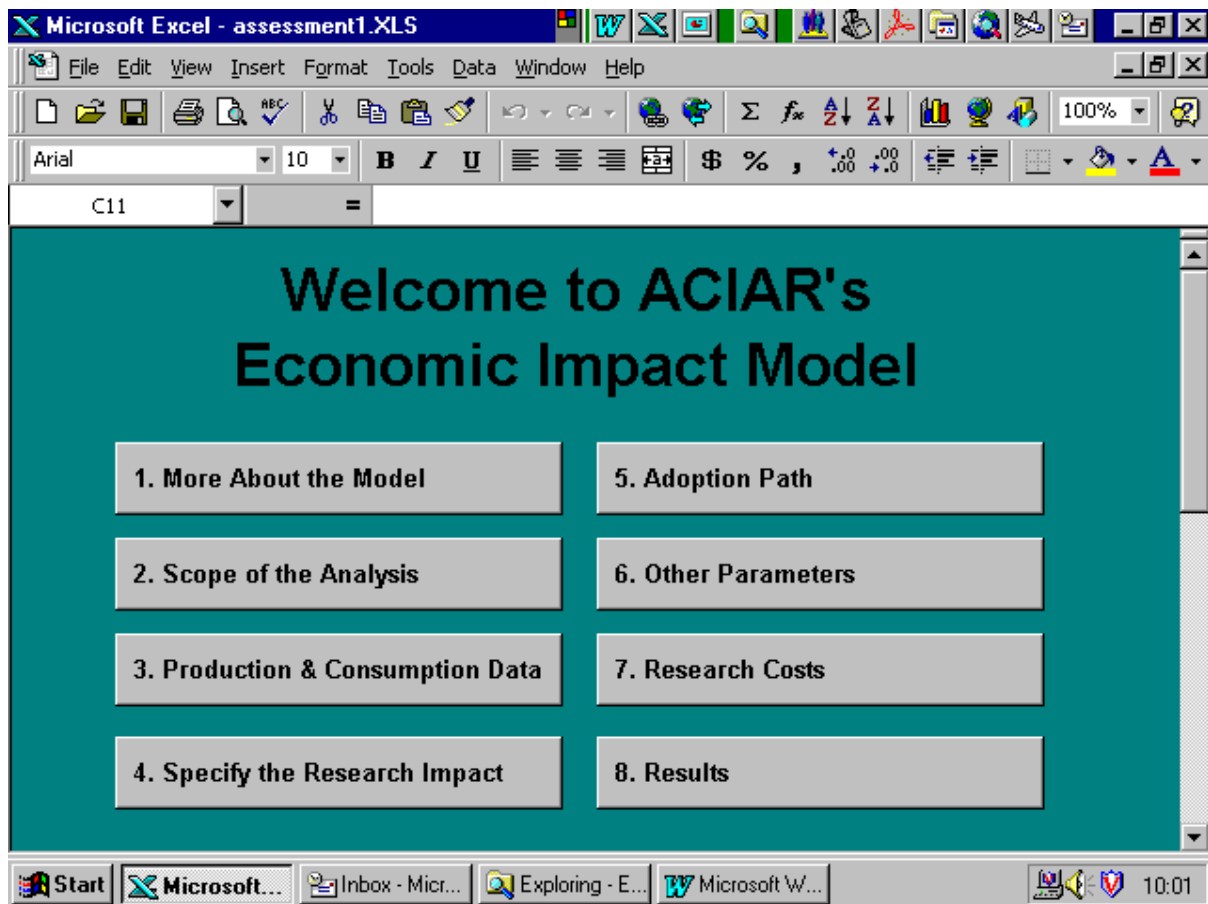 Microsoft Excel - assessment1.XLS
File Edit View Insert Format Tools Data Window Help
100%
Arial 10 B I U $ % ,
C11 =
Welcome to ACIAR's
Economic Impact Model
1. More About the Model
5. Adoption Path
2. Scope of the Analysis
6. Other Parameters
3. Production & Consumption Data
7. Research Costs
4. Specify the Research Impact
8. Results
Start Microsoft... Inbox - Micr... Exploring - E... Microsoft W... 10:01